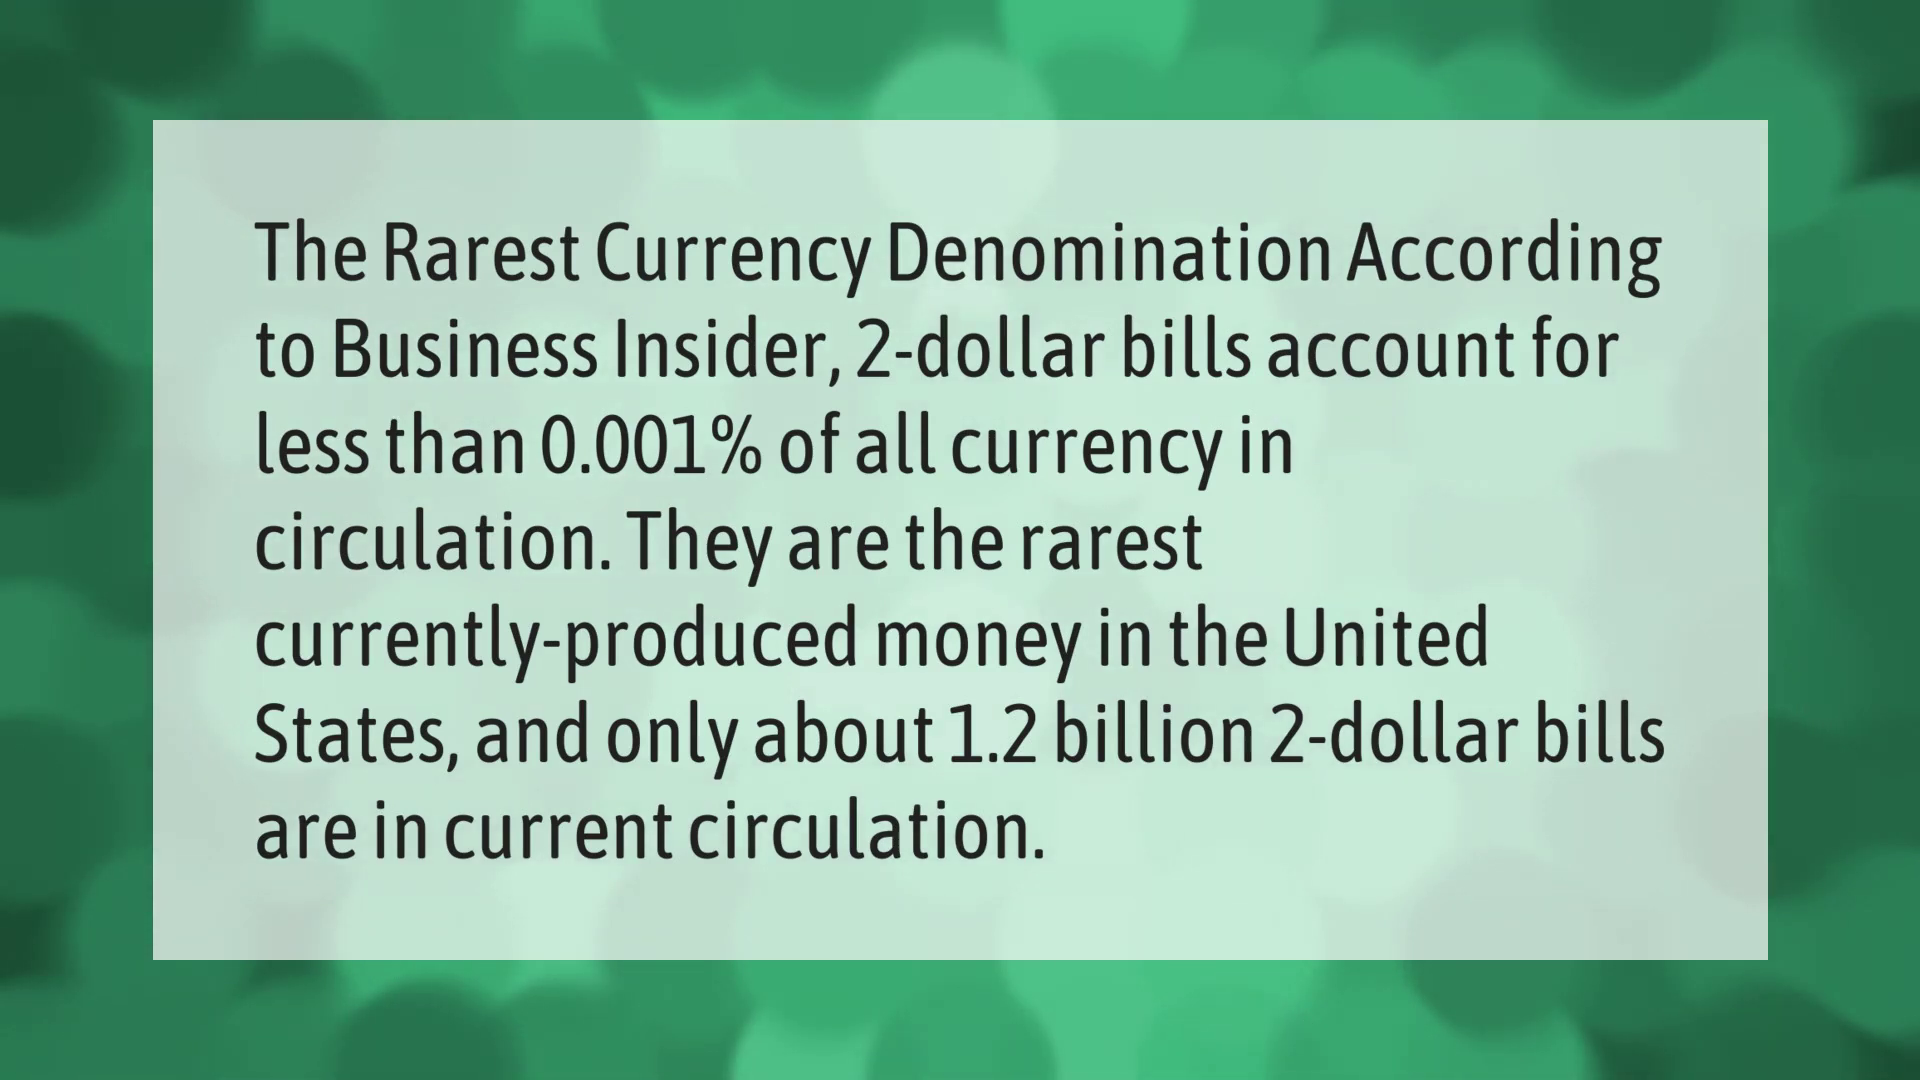 The Rarest Currency Denomination According
to Business Insider, 2-dollar bills account for
less than 0.001% of all currency in
circulation. They are the rarest
currently-produced money in the United
States, and only about 1.2 billion 2-dollar bills
are in current circulation.